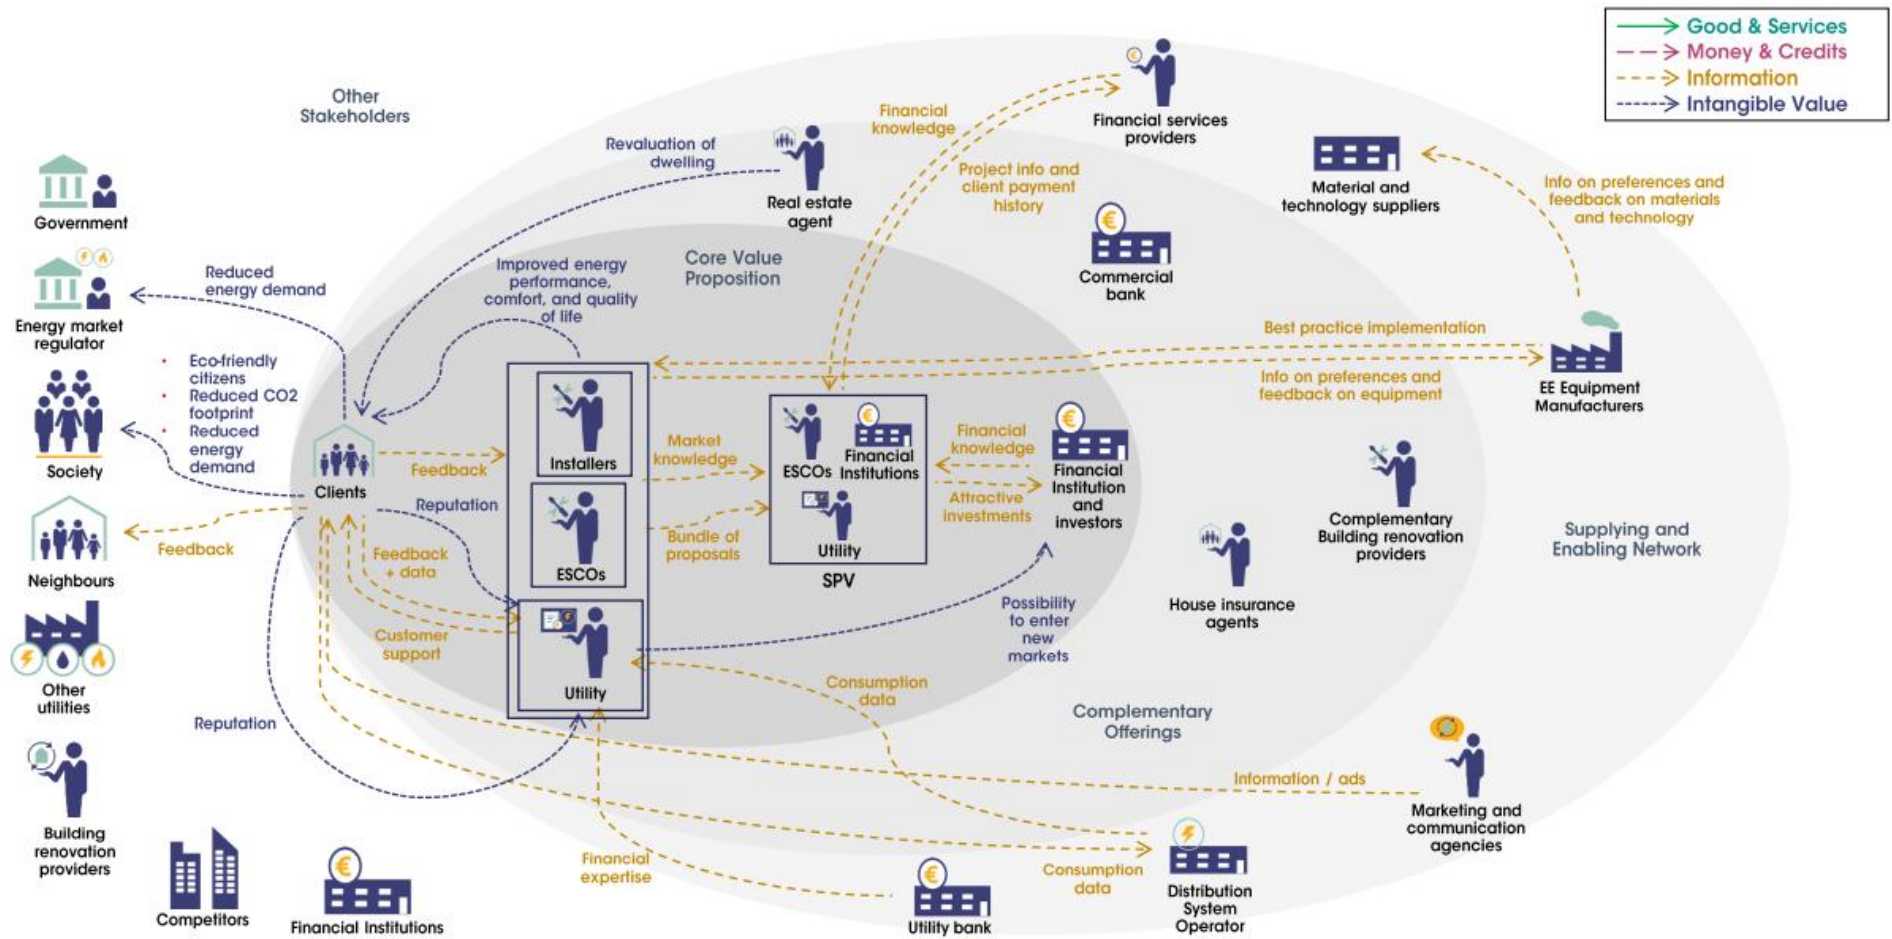 Good & Services
Money & Credits
Information
Intangible Value
Other
Stakeholders
Government
Energy market
regulator
Society
Neighbours
Other
utilities
Building
renovation
providers
Competitors
Financial Institutions
Reduced
energy demand
• Eco-friendly
citizens
• Reduced CO2
footprint
• Reduced
energy
demand
Feedback
Reputation
Clients
Revaluation of
dwelling
Real estate
agent
Improved energy
performance,
comfort, and quality
of life
Core Value
Proposition
Feedback
Reputation
Feedback
+ data
Customer
support
Installers
ESCOs
Utility
Market
knowledge
Bundle of
proposals
ESCOs
Financial
Institutions
Utility
SPV
Financial
knowledge
Attractive
investments
Financial
Institution
and
investors
Possibility
to enter
new
markets
Financial
knowledge
Project info and
client payment
history
Financial services
providers
Commercial
bank
Material and
technology suppliers
Info on preferences and
feedback on materials
and technology
Best practice implementation
Info on preferences and
feedback on equipment
EE Equipment
Manufacturers
Complementary
Building renovation
providers
House insurance
agents
Supplying and
Enabling Network
Complementary
Offerings
Consumption
data
Information / ads
Marketing and
communication
agencies
Financial
expertise
Utility bank
Consumption
data
Distribution
System
Operator